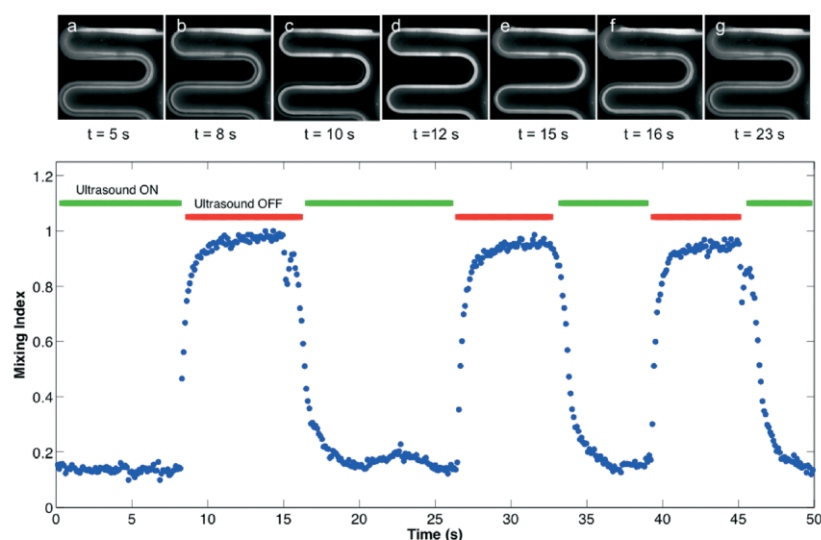 a b c d e f g
t = 5 s t = 8 s t = 10 s t =12 s t = 15 s t = 16 s t = 23 s
1.2
Ultrasound ON
Ultrasound OFF
1
0.8
0.6
0.4
0.2
0
Mixing Index
0 5 10 15 20 25 30 35 40 45 50
Time (s)